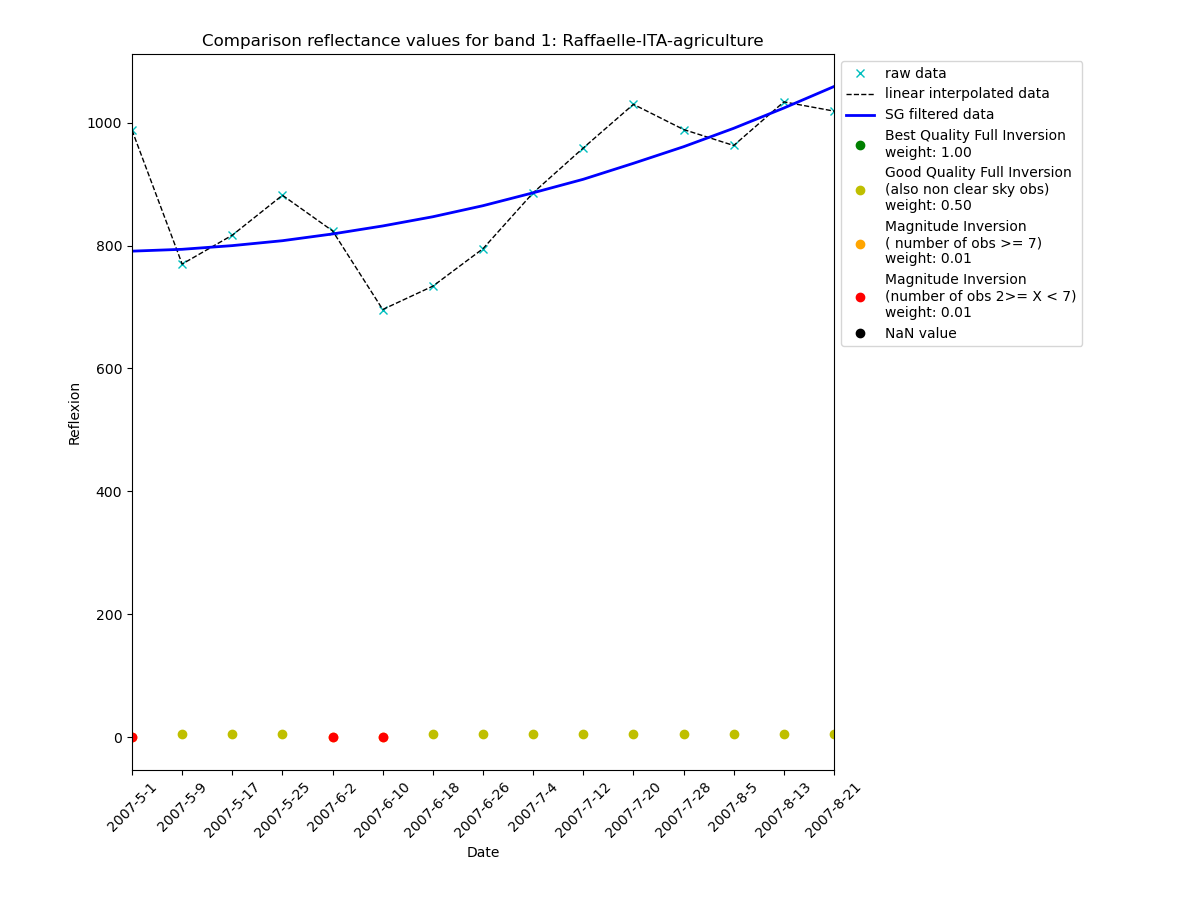 Comparison reflectance values for band 1: Raffaelle-ITA-agriculture
raw data
linear interpolated data
SG filtered data
Best Quality Full Inversion
weight: 1.00
Good Quality Full Inversion
(also non clear sky obs)
weight: 0.50
Magnitude Inversion
( number of obs >= 7)
weight: 0.01
Magnitude Inversion
(number of obs 2>= X < 7)
weight: 0.01
NaN value
Reflexion
1000
800
600
400
200
0
2007-5-1
2007-5-9
2007-5-17
2007-5-25
2007-6-2
2007-6-10
2007-6-18
2007-6-26
2007-7-4
2007-7-12
2007-7-20
2007-7-28
2007-8-5
2007-8-13
2007-8-21
Date